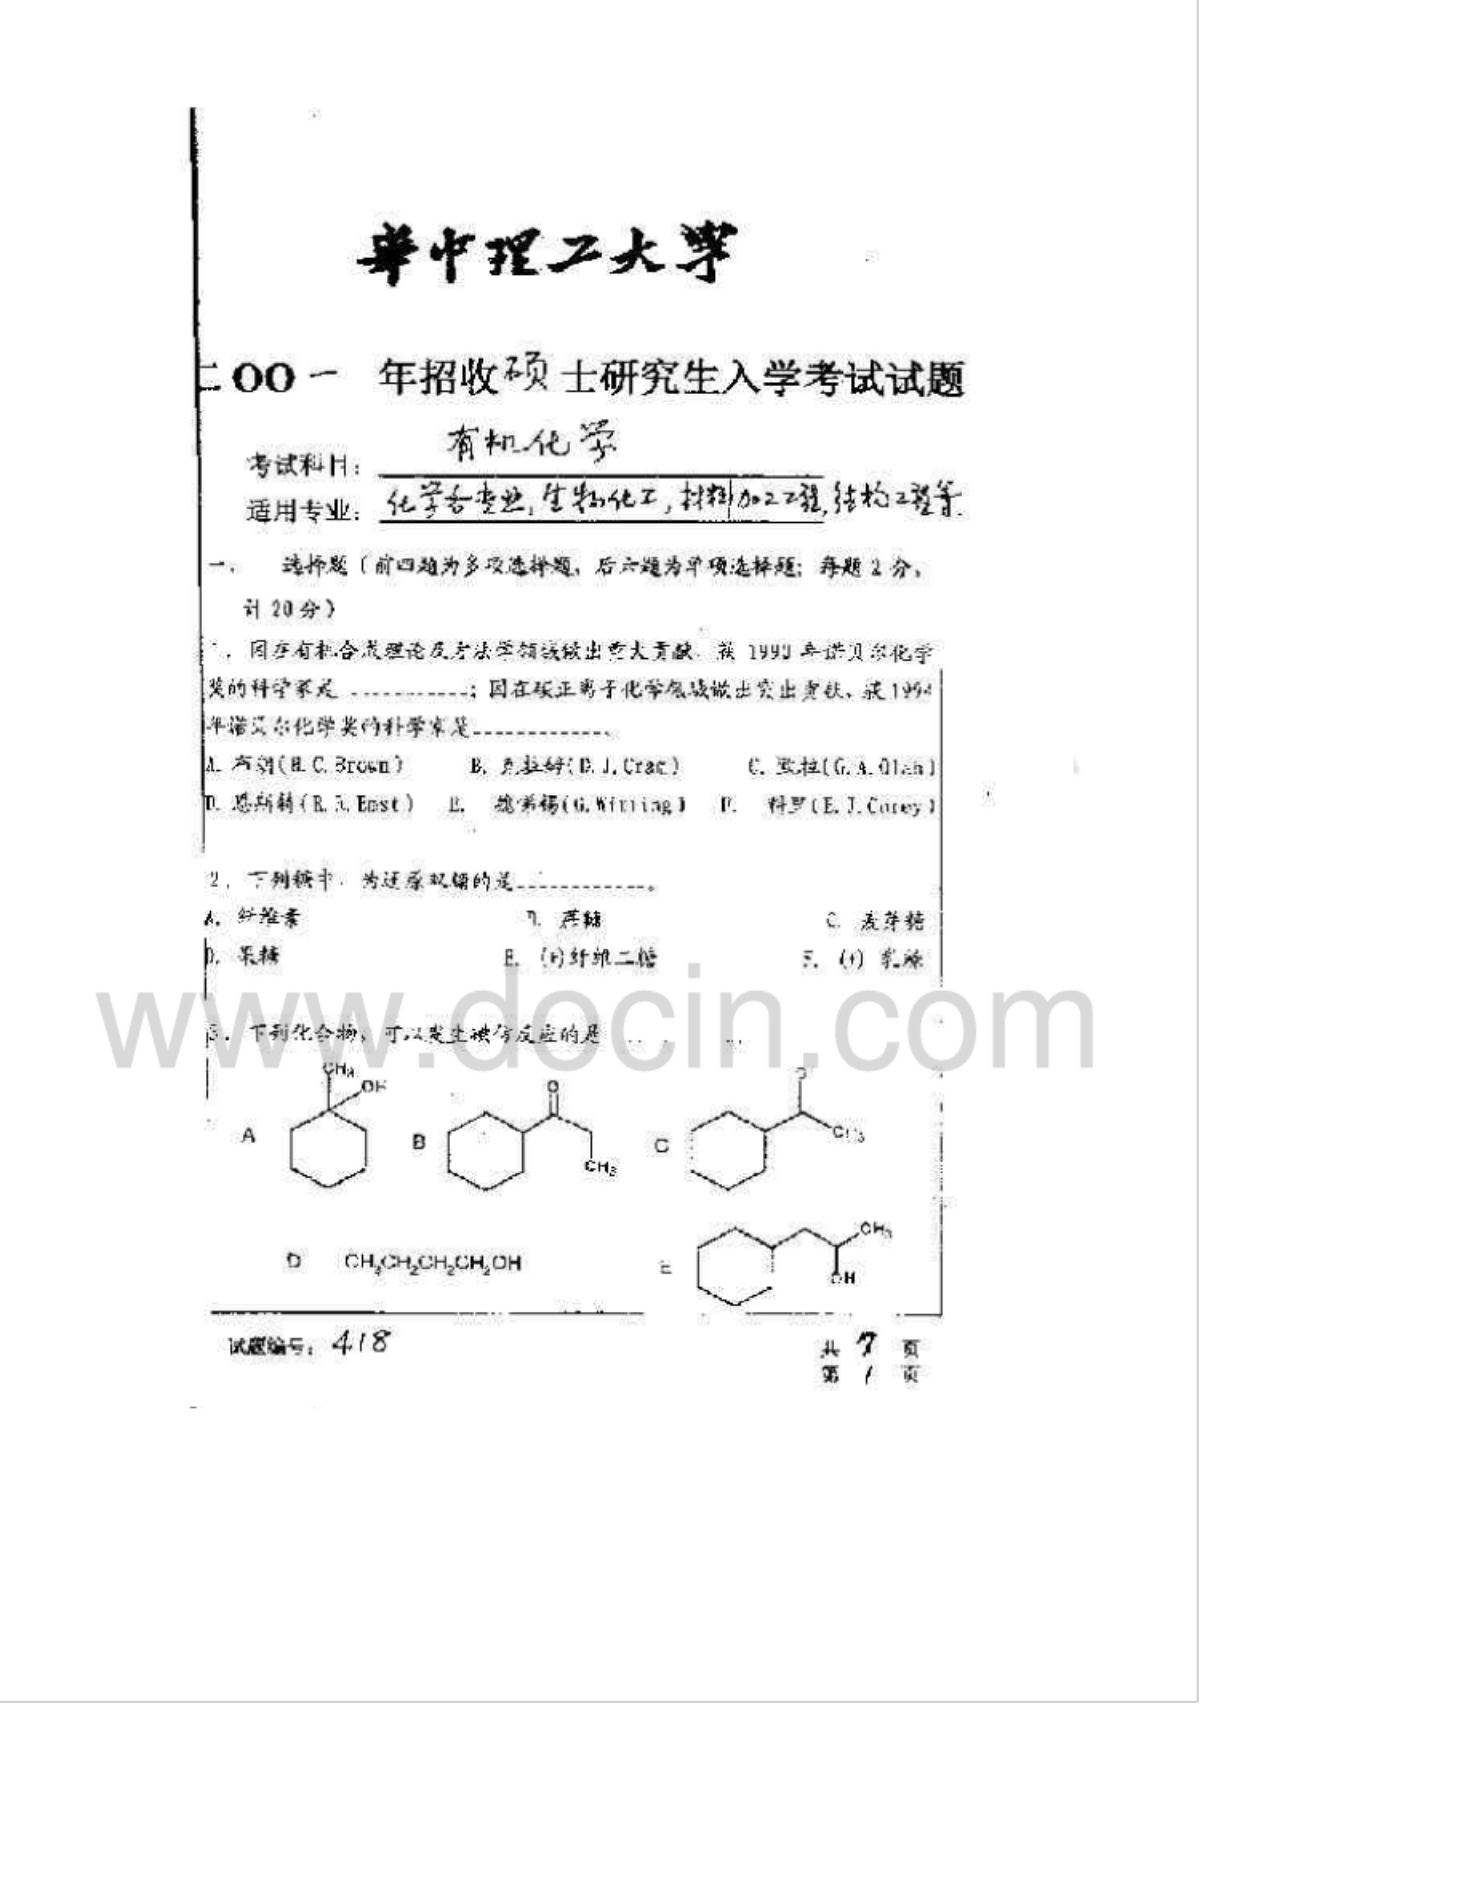 華中理工大学
二OO一 年招收硕士研究生入学考试试题
考试科目: 有机化学
适用专业: 化学各专业,生物化工,材料加工工程,结构工程等.
一. 选择题(前四题为多项选择题,后六题为单项选择题;每题2分,
计20分)
1. 因在有机合成理论及方法学领域做出重大贡献,获 1990 年诺贝尔化学
奖的科学家是 -----------;因在碳正离子化学领域做出突出贡献,获1994
年诺贝尔化学奖的科学家是------------.
A. 布朗(H.C.Brown) B. 克拉姆(D.J.Cram) C. 欧拉(G.A.Olah)
D. 恩斯特(R.R.Enst) E. 魏悌锡(G.Witting) F. 科罗(E.J.Corey)
2. 下列糖中,为还原双糖的是------------。
A. 纤维素 B. 蔗糖 C. 麦芽糖
D. 果糖 E. (+)纤维二糖 F. (+) 乳糖
www.docin.com
3. 下列化合物,可以发生碘仿反应的是
CH₃ OH
A B O CH₃ C CH₃
D CH₃CH₂CH₂CH₂OH E CH₃ OH
试题编号: 418
共 7 页
第 1 页